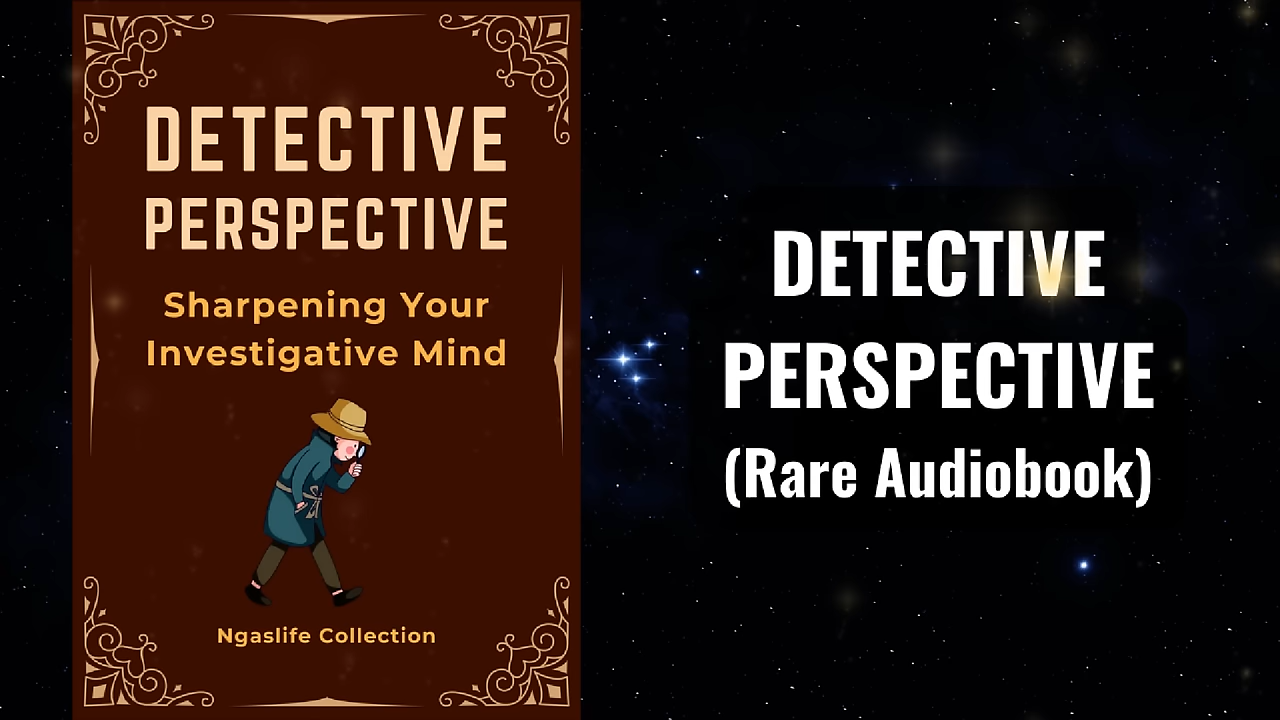 DETECTIVE
PERSPECTIVE
Sharpening Your
Investigative Mind
Ngaslife Collection
DETECTIVE
PERSPECTIVE
(Rare Audiobook)